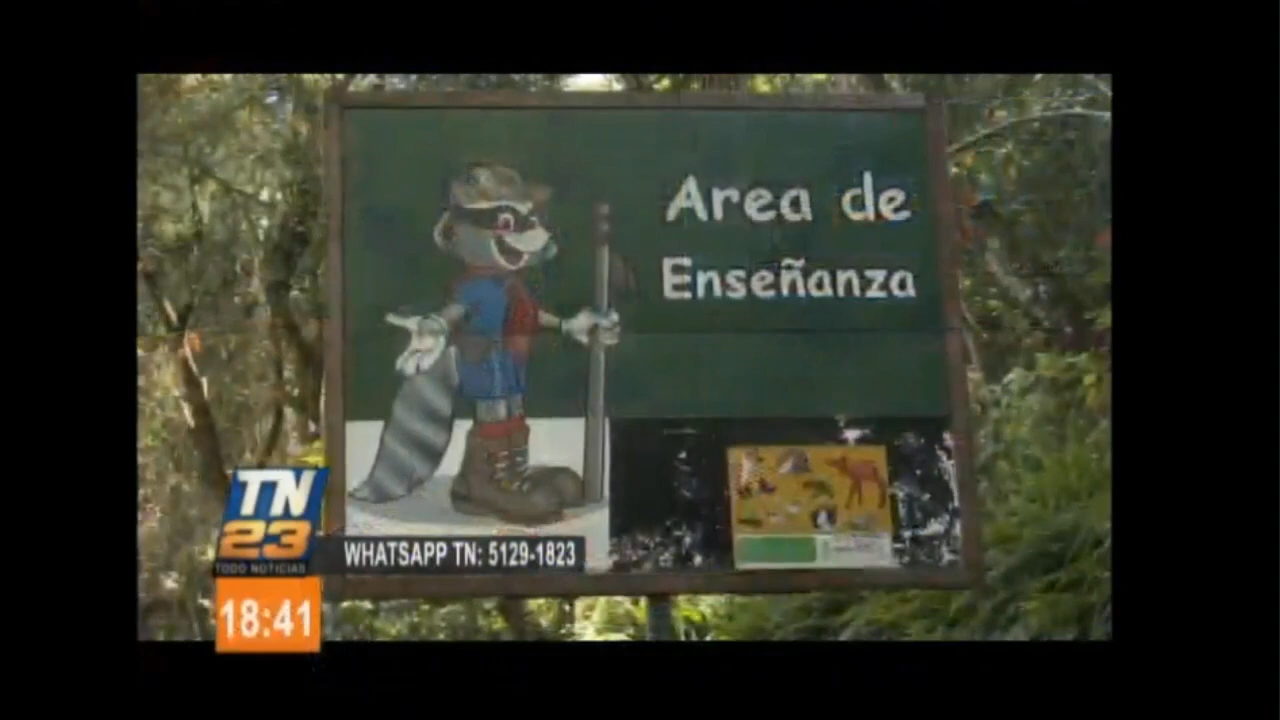 Area de
Enseñanza
TN
23
TODO NOTICIAS
WHATSAPP TN: 5129-1823
18:41